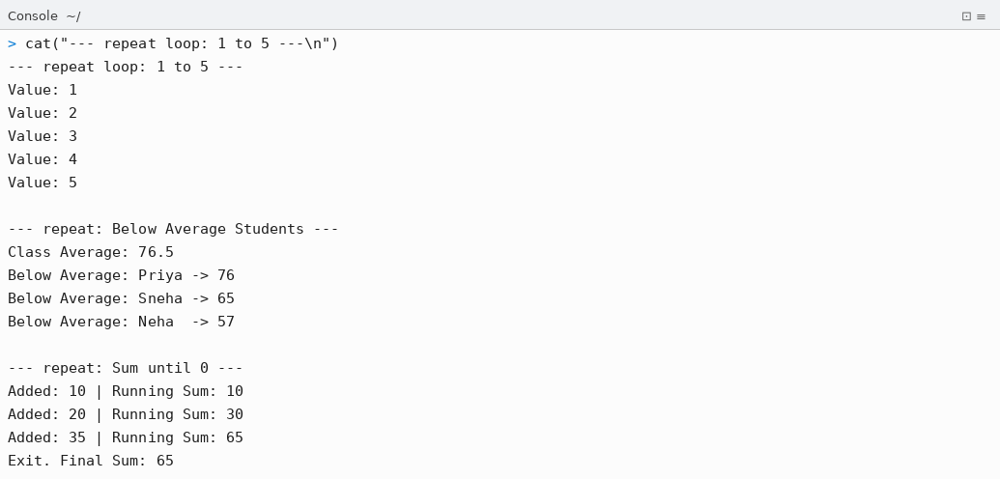 Console ~/
> cat("--- repeat loop: 1 to 5 ---\n")
--- repeat loop: 1 to 5 ---
Value: 1
Value: 2
Value: 3
Value: 4
Value: 5

--- repeat: Below Average Students ---
Class Average: 76.5
Below Average: Priya -> 76
Below Average: Sneha -> 65
Below Average: Neha  -> 57

--- repeat: Sum until 0 ---
Added: 10 | Running Sum: 10
Added: 20 | Running Sum: 30
Added: 35 | Running Sum: 65
Exit. Final Sum: 65